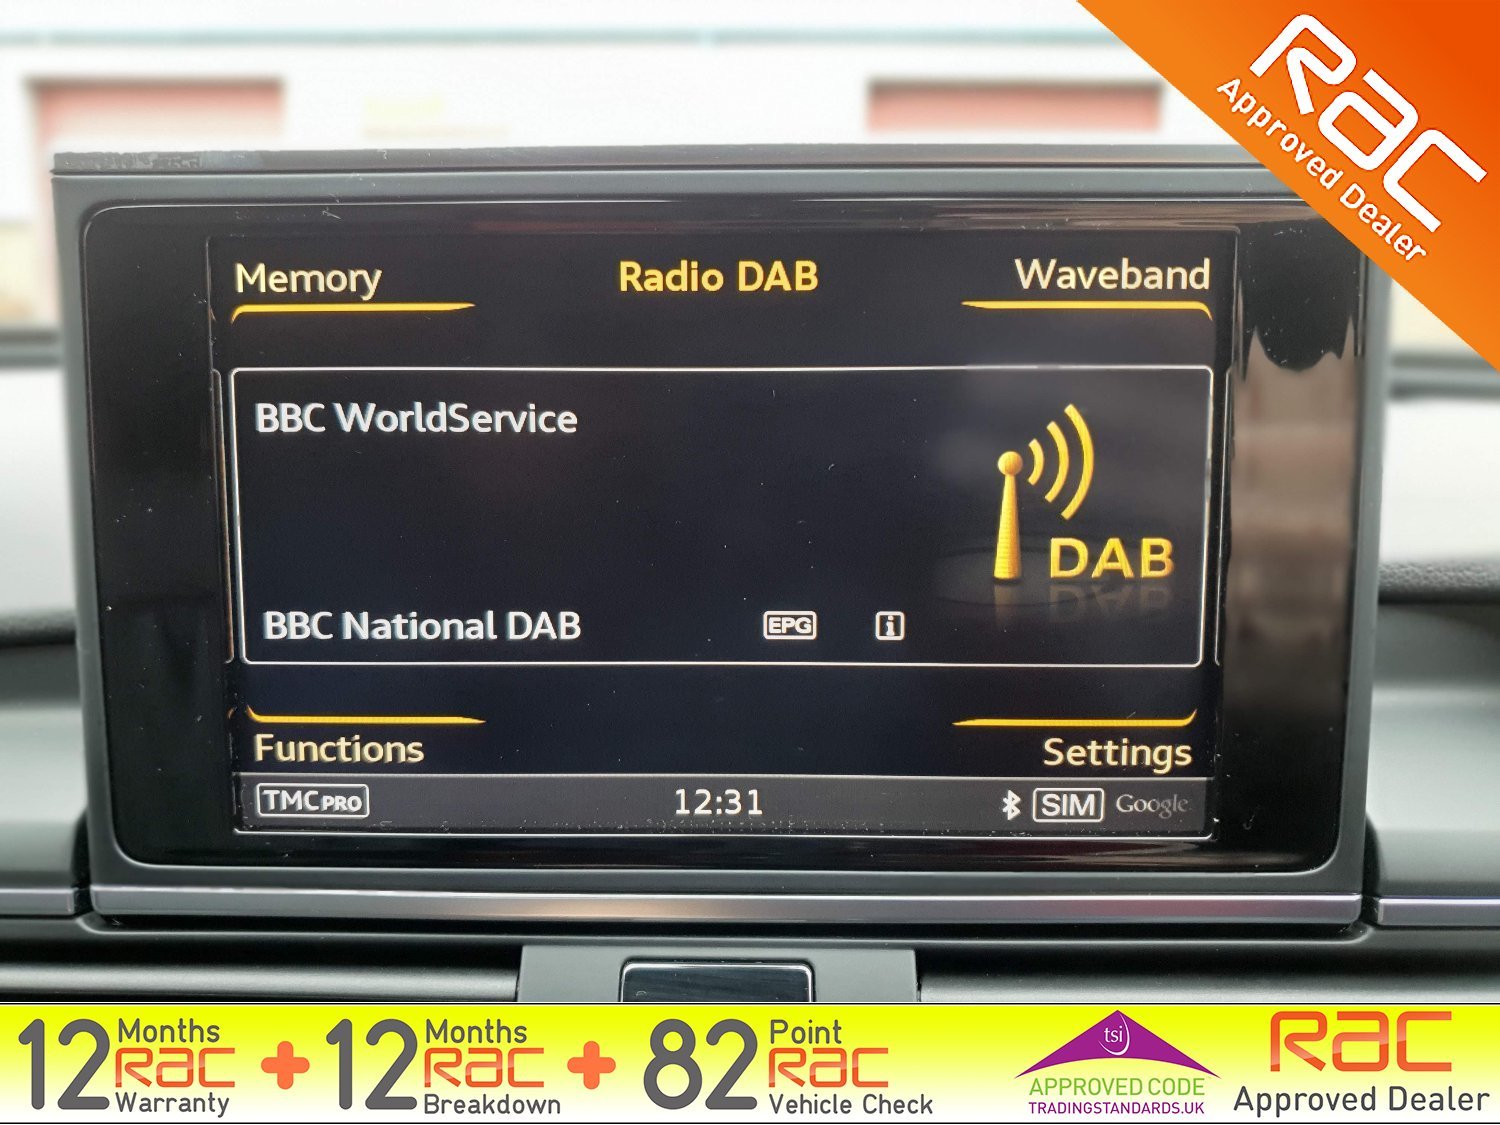 RAC
Approved Dealer
Memory
Radio DAB
Waveband
BBC WorldService
DAB
BBC National DAB
EPG
i
Functions
Settings
TMC PRO
12:31
SIM
Google
12 Months
RAC
Warranty
+
12 Months
RAC
Breakdown
+
82 Point
RAC
Vehicle Check
tsi
APPROVED CODE
TRADINGSTANDARDS.UK
RAC
Approved Dealer